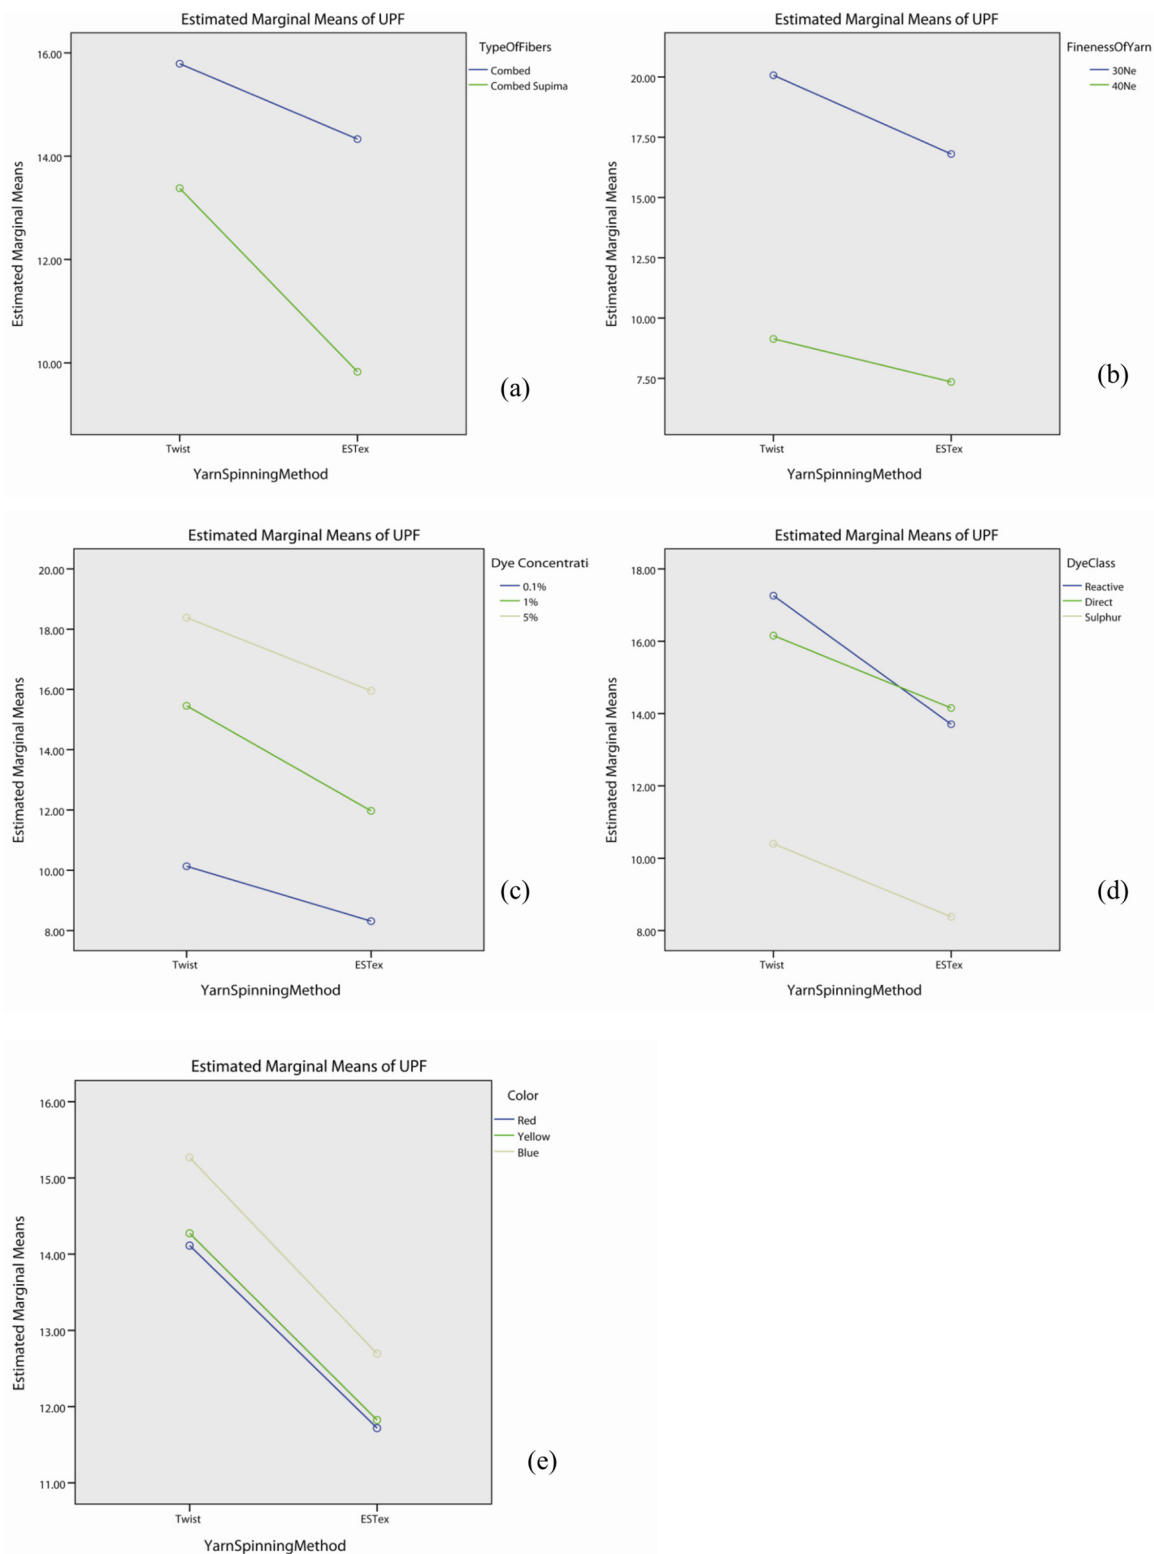 Estimated Marginal Means of UPF
TypeOfFibers
Combed
Combed Supima
16.00
14.00
12.00
10.00
Estimated Marginal Means
Twist
ESTex
YarnSpinningMethod
(a)
Estimated Marginal Means of UPF
FinenessOfYarn
30Ne
40Ne
20.00
17.50
15.00
12.50
10.00
7.50
Estimated Marginal Means
Twist
ESTex
YarnSpinningMethod
(b)
Estimated Marginal Means of UPF
Dye Concentrati
0.1%
1%
5%
20.00
18.00
16.00
14.00
12.00
10.00
8.00
Estimated Marginal Means
Twist
ESTex
YarnSpinningMethod
(c)
Estimated Marginal Means of UPF
DyeClass
Reactive
Direct
Sulphur
18.00
16.00
14.00
12.00
10.00
8.00
Estimated Marginal Means
Twist
ESTex
YarnSpinningMethod
(d)
Estimated Marginal Means of UPF
Color
Red
Yellow
Blue
16.00
15.00
14.00
13.00
12.00
11.00
Estimated Marginal Means
Twist
ESTex
YarnSpinningMethod
(e)